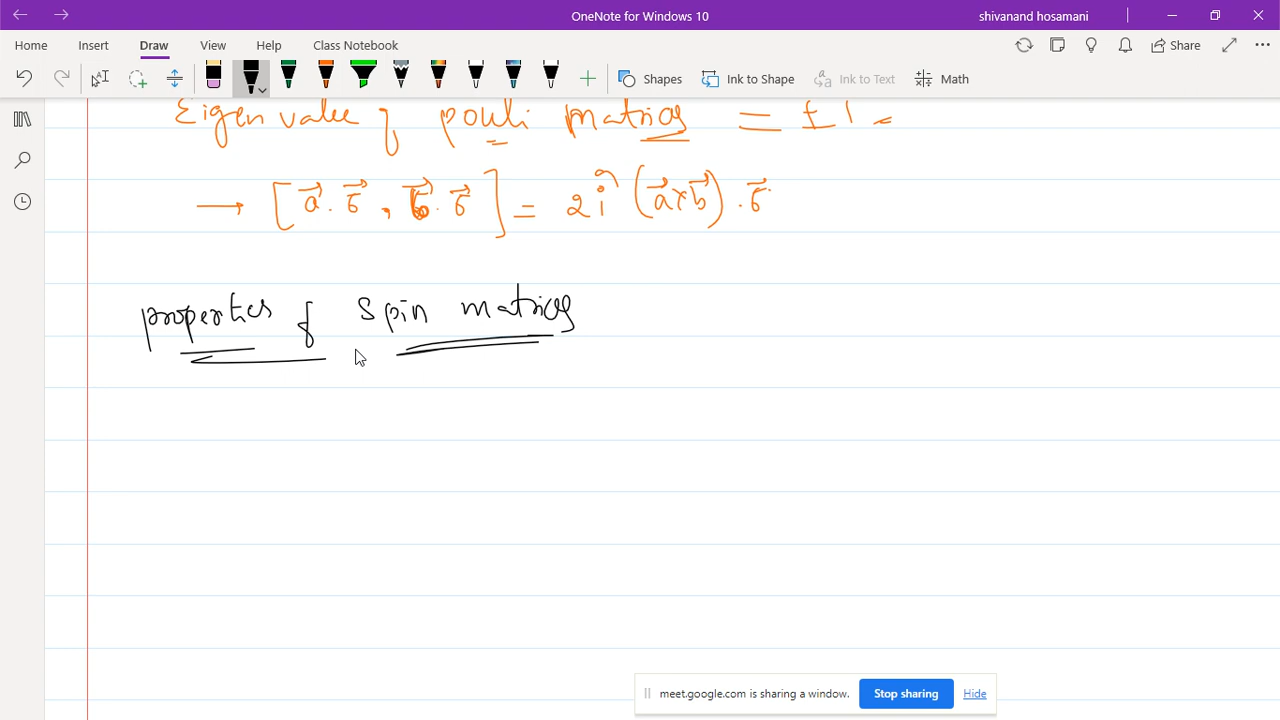 OneNote for Windows 10
shivanand hosamani
Home Insert Draw View Help Class Notebook
Share
Shapes Ink to Shape Ink to Text Math
Eigen value of pouli matrices = ±1
→ [a⃗.σ⃗, b⃗.σ⃗] = 2i (a⃗×b⃗).σ⃗
properties of spin matrices
meet.google.com is sharing a window. Stop sharing Hide